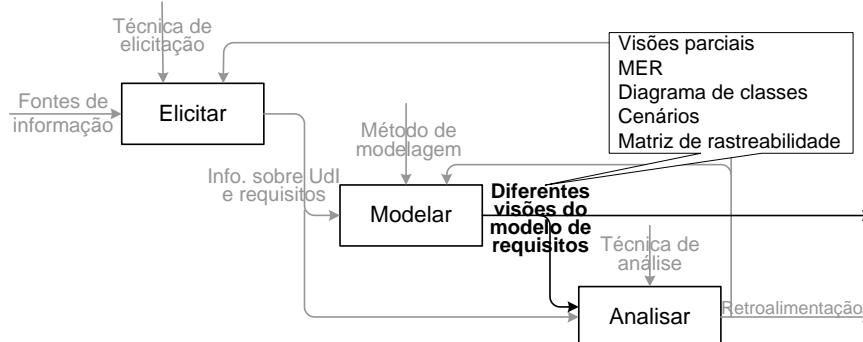 Técnica de
elicitação
Visões parciais
MER
Diagrama de classes
Cenários
Matriz de rastreabilidade
Fontes de
informação
Elicitar
Método de
modelagem
Info. sobre UdI
e requisitos
Modelar
Diferentes
visões do
modelo de
requisitos
Técnica de
análise
Analisar
Retroalimentação